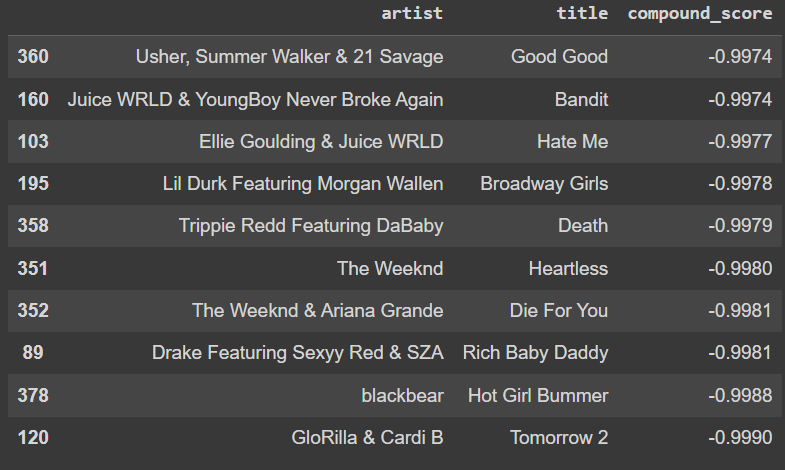 artist title compound_score
360 Usher, Summer Walker & 21 Savage Good Good -0.9974
160 Juice WRLD & YoungBoy Never Broke Again Bandit -0.9974
103 Ellie Goulding & Juice WRLD Hate Me -0.9977
195 Lil Durk Featuring Morgan Wallen Broadway Girls -0.9978
358 Trippie Redd Featuring DaBaby Death -0.9979
351 The Weeknd Heartless -0.9980
352 The Weeknd & Ariana Grande Die For You -0.9981
89 Drake Featuring Sexyy Red & SZA Rich Baby Daddy -0.9981
378 blackbear Hot Girl Bummer -0.9988
120 GloRilla & Cardi B Tomorrow 2 -0.9990